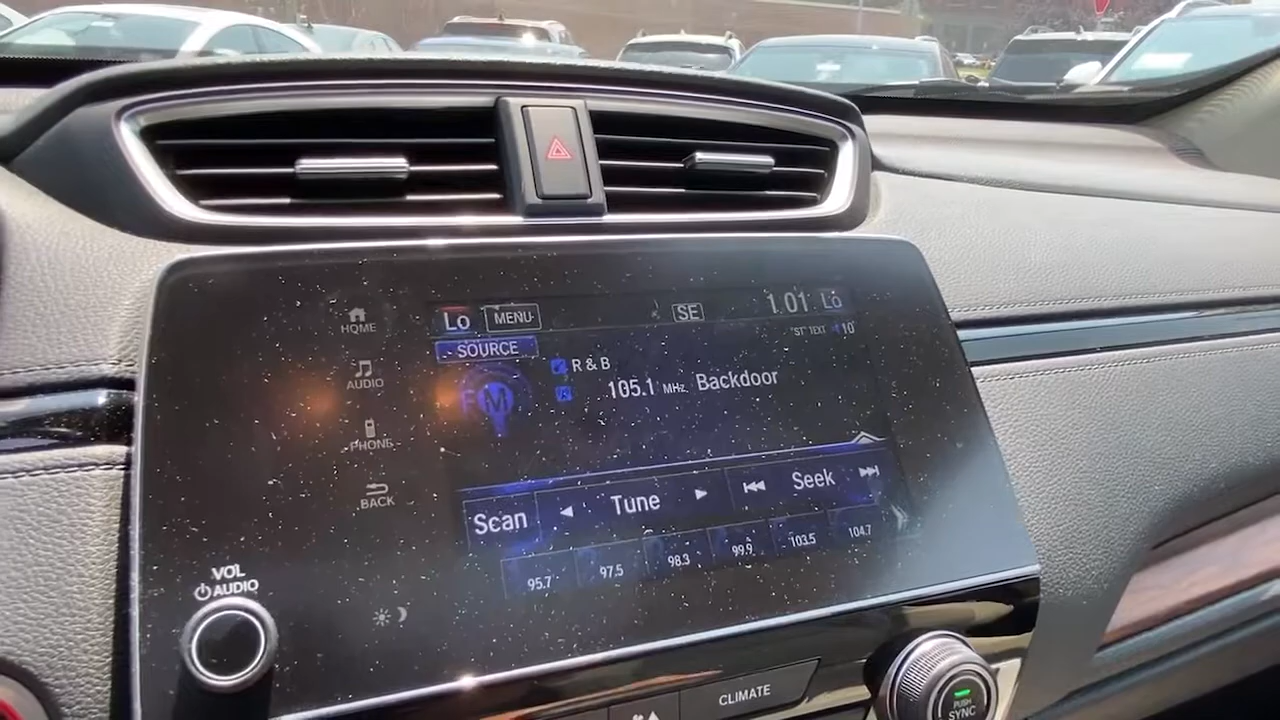 Lo MENU SE 1:01 Lo
"ST" TEXT 10
SOURCE
R & B
FM
105.1 MHz Backdoor
HOME
AUDIO
PHONE
BACK
Scan Tune Seek
95.7 97.5 98.3 99.9 103.5 104.7
VOL
AUDIO
CLIMATE
PUSH
SYNC